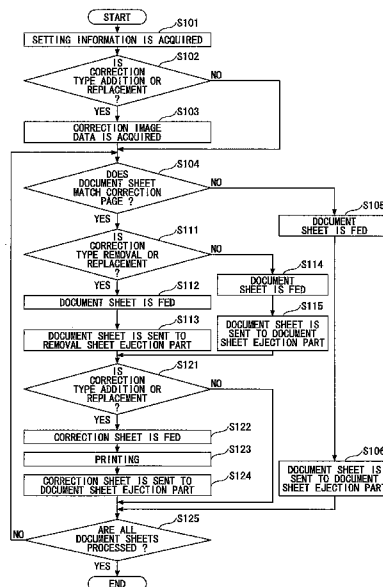 START
S101
SETTING INFORMATION IS ACQUIRED
S102
IS
CORRECTION
TYPE ADDITION OR
REPLACEMENT
?
NO
YES
S103
CORRECTION IMAGE
DATA IS ACQUIRED
S104
DOES
DOCUMENT SHEET
MATCH CORRECTION
PAGE ?
NO
YES
S105
DOCUMENT
SHEET IS FED
S111
IS
CORRECTION
TYPE REMOVAL OR
REPLACEMENT
?
NO
YES
S112
DOCUMENT SHEET IS FED
S114
DOCUMENT
SHEET IS FED
S113
DOCUMENT SHEET IS SENT TO
REMOVAL SHEET EJECTION PART
S115
DOCUMENT SHEET IS
SENT TO DOCUMENT
SHEET EJECTION PART
S121
IS
CORRECTION
TYPE ADDITION OR
REPLACEMENT
?
NO
YES
S122
CORRECTION SHEET IS FED
S123
PRINTING
S124
CORRECTION SHEET IS SENT TO
DOCUMENT SHEET EJECTION PART
S106
DOCUMENT SHEET IS
SENT TO DOCUMENT
SHEET EJECTION PART
S125
ARE ALL
DOCUMENT SHEETS
PROCESSED ?
NO
YES
END